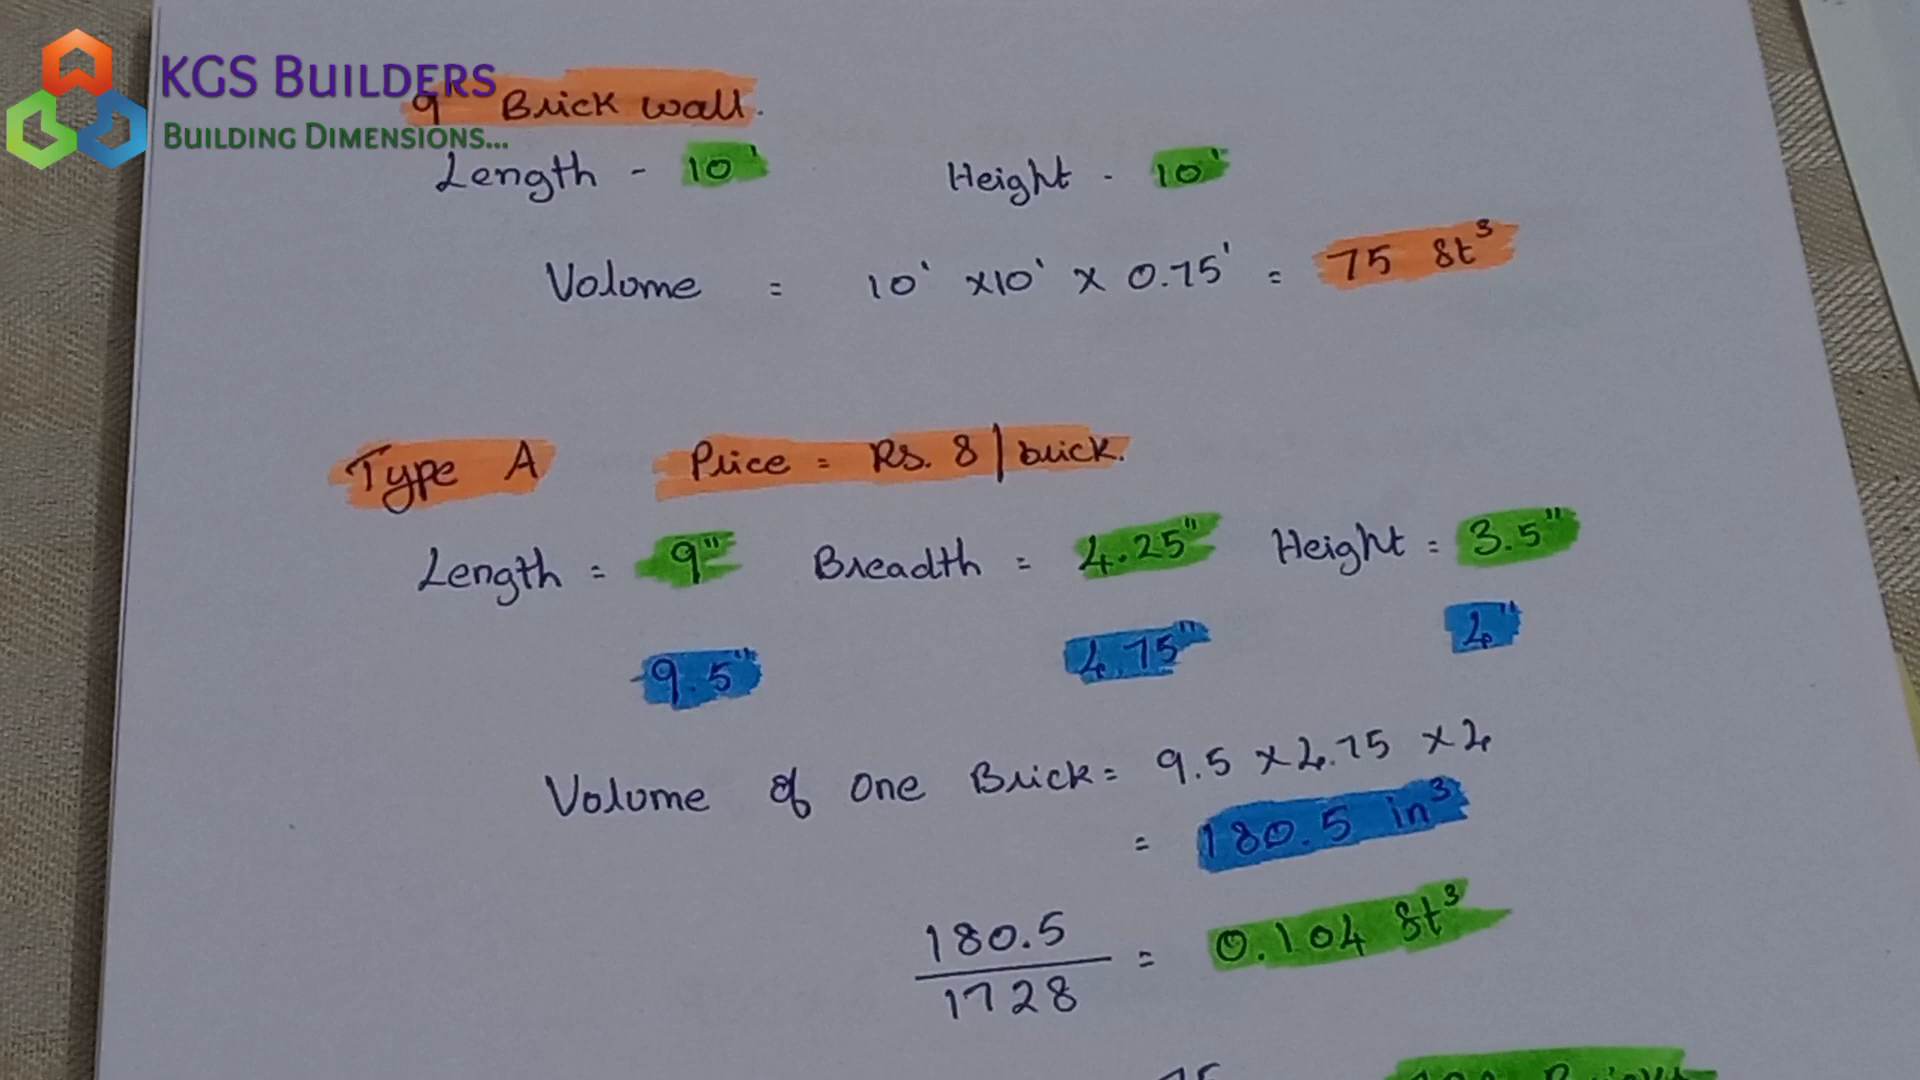 KGS BUILDERS
BUILDING DIMENSIONS...
9 Brick wall.
Length - 10' Height - 10'
Volume = 10' x10' x 0.75' = 75 ft³
Type A Price = Rs. 8/brick.
Length = 9" Breadth = 4.25" Height = 3.5"
9.5" 4.75" 4"
Volume of One Brick = 9.5 x4.75 x4
= 180.5 in³
180.5
1728
= 0.104 ft³